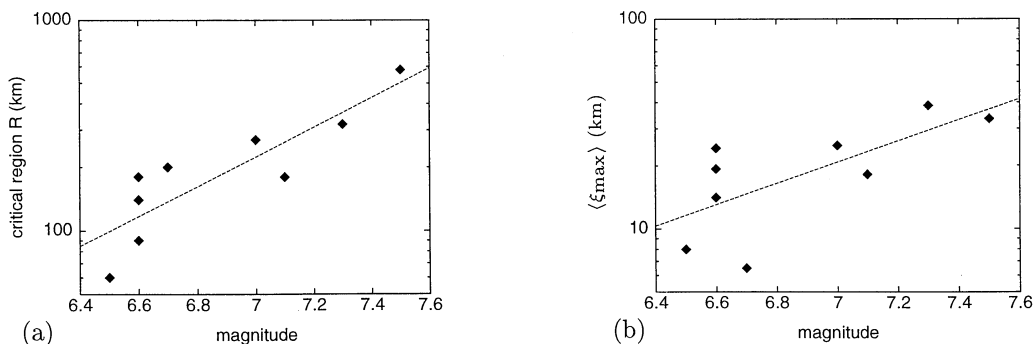 1000
critical region R (km)
100
6.4 6.6 6.8 7 7.2 7.4 7.6
magnitude
(a)
100
⟨ξmax⟩ (km)
10
6.4 6.6 6.8 7 7.2 7.4 7.6
magnitude
(b)